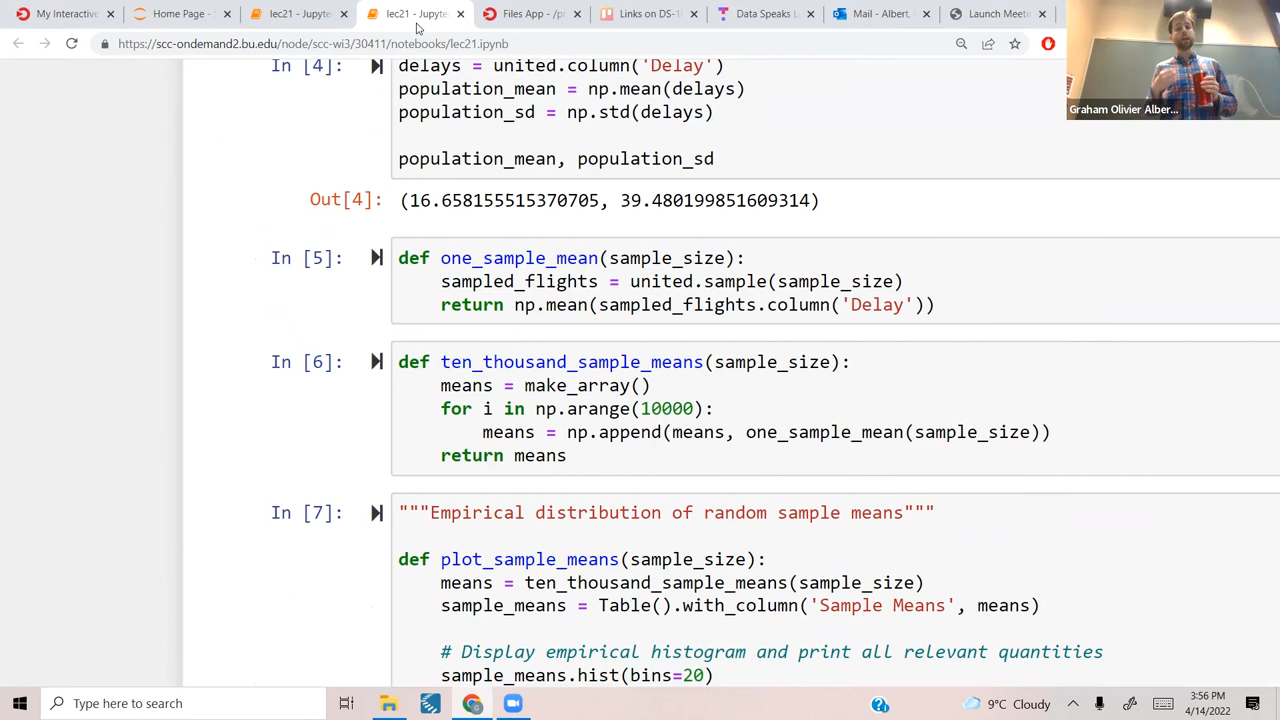 My Interactive
Home Page -
lec21 - Jupyte
lec21 - Jupyte
Files App - /p
Links on DS-1
Data Speaks
Mail - Albert,
Launch Meeti
https://scc-ondemand2.bu.edu/node/scc-wi3/30411/notebooks/lec21.ipynb
Graham Olivier Alber...
In [4]:
delays = united.column('Delay')
population_mean = np.mean(delays)
population_sd = np.std(delays)
population_mean, population_sd
Out[4]: (16.658155515370705, 39.480199851609314)
In [5]:
def one_sample_mean(sample_size):
sampled_flights = united.sample(sample_size)
return np.mean(sampled_flights.column('Delay'))
In [6]:
def ten_thousand_sample_means(sample_size):
means = make_array()
for i in np.arange(10000):
means = np.append(means, one_sample_mean(sample_size))
return means
In [7]:
"""Empirical distribution of random sample means"""
def plot_sample_means(sample_size):
means = ten_thousand_sample_means(sample_size)
sample_means = Table().with_column('Sample Means', means)
# Display empirical histogram and print all relevant quantities
sample_means.hist(bins=20)
Type here to search
9°C Cloudy
3:56 PM
4/14/2022